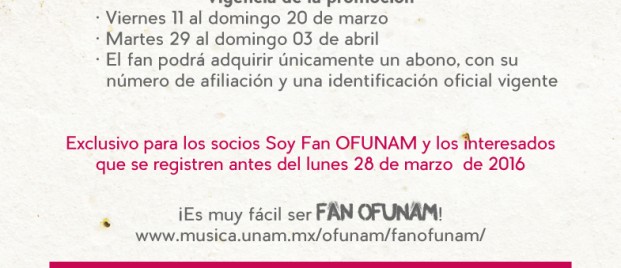 Vigencia de la promoción
· Viernes 11 al domingo 20 de marzo
· Martes 29 al domingo 03 de abril
· El fan podrá adquirir únicamente un abono, con su
número de afiliación y una identificación oficial vigente
Exclusivo para los socios Soy Fan OFUNAM y los interesados
que se registren antes del lunes 28 de marzo de 2016
¡Es muy fácil ser FAN OFUNAM!
www.musica.unam.mx/ofunam/fanofunam/